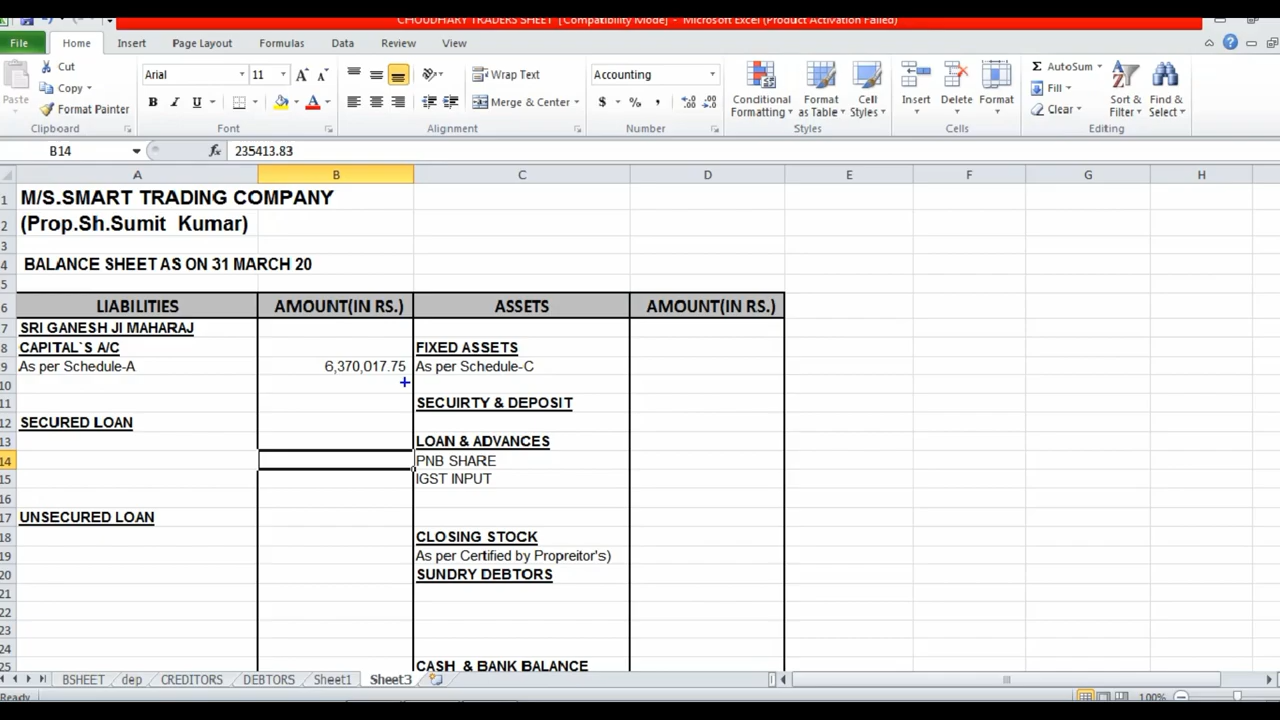 CHOUDHARY TRADERS SHEET [Compatibility Mode] - Microsoft Excel (Product Activation Failed)
File Home Insert Page Layout Formulas Data Review View
Cut
Copy
Format Painter
Paste
Clipboard
Arial 11
B I U
Font
Wrap Text
Merge & Center
Alignment
Accounting
$ % ,
Number
Conditional Formatting
Format as Table
Cell Styles
Styles
Insert Delete Format
Cells
AutoSum
Fill
Clear
Sort & Filter
Find & Select
Editing
B14 fx 235413.83
A B C D E F G H
1 M/S.SMART TRADING COMPANY
2 (Prop.Sh.Sumit Kumar)
3
4 BALANCE SHEET AS ON 31 MARCH 20
5
6 LIABILITIES AMOUNT(IN RS.) ASSETS AMOUNT(IN RS.)
7 SRI GANESH JI MAHARAJ
8 CAPITAL`S A/C FIXED ASSETS
9 As per Schedule-A 6,370,017.75 As per Schedule-C
10
11 SECUIRTY & DEPOSIT
12 SECURED LOAN
13 LOAN & ADVANCES
14 PNB SHARE
15 IGST INPUT
16
17 UNSECURED LOAN
18 CLOSING STOCK
19 As per Certified by Propreitor's)
20 SUNDRY DEBTORS
21
22
23
24
25 CASH & BANK BALANCE
BSHEET dep CREDITORS DEBTORS Sheet1 Sheet3
Ready 100%